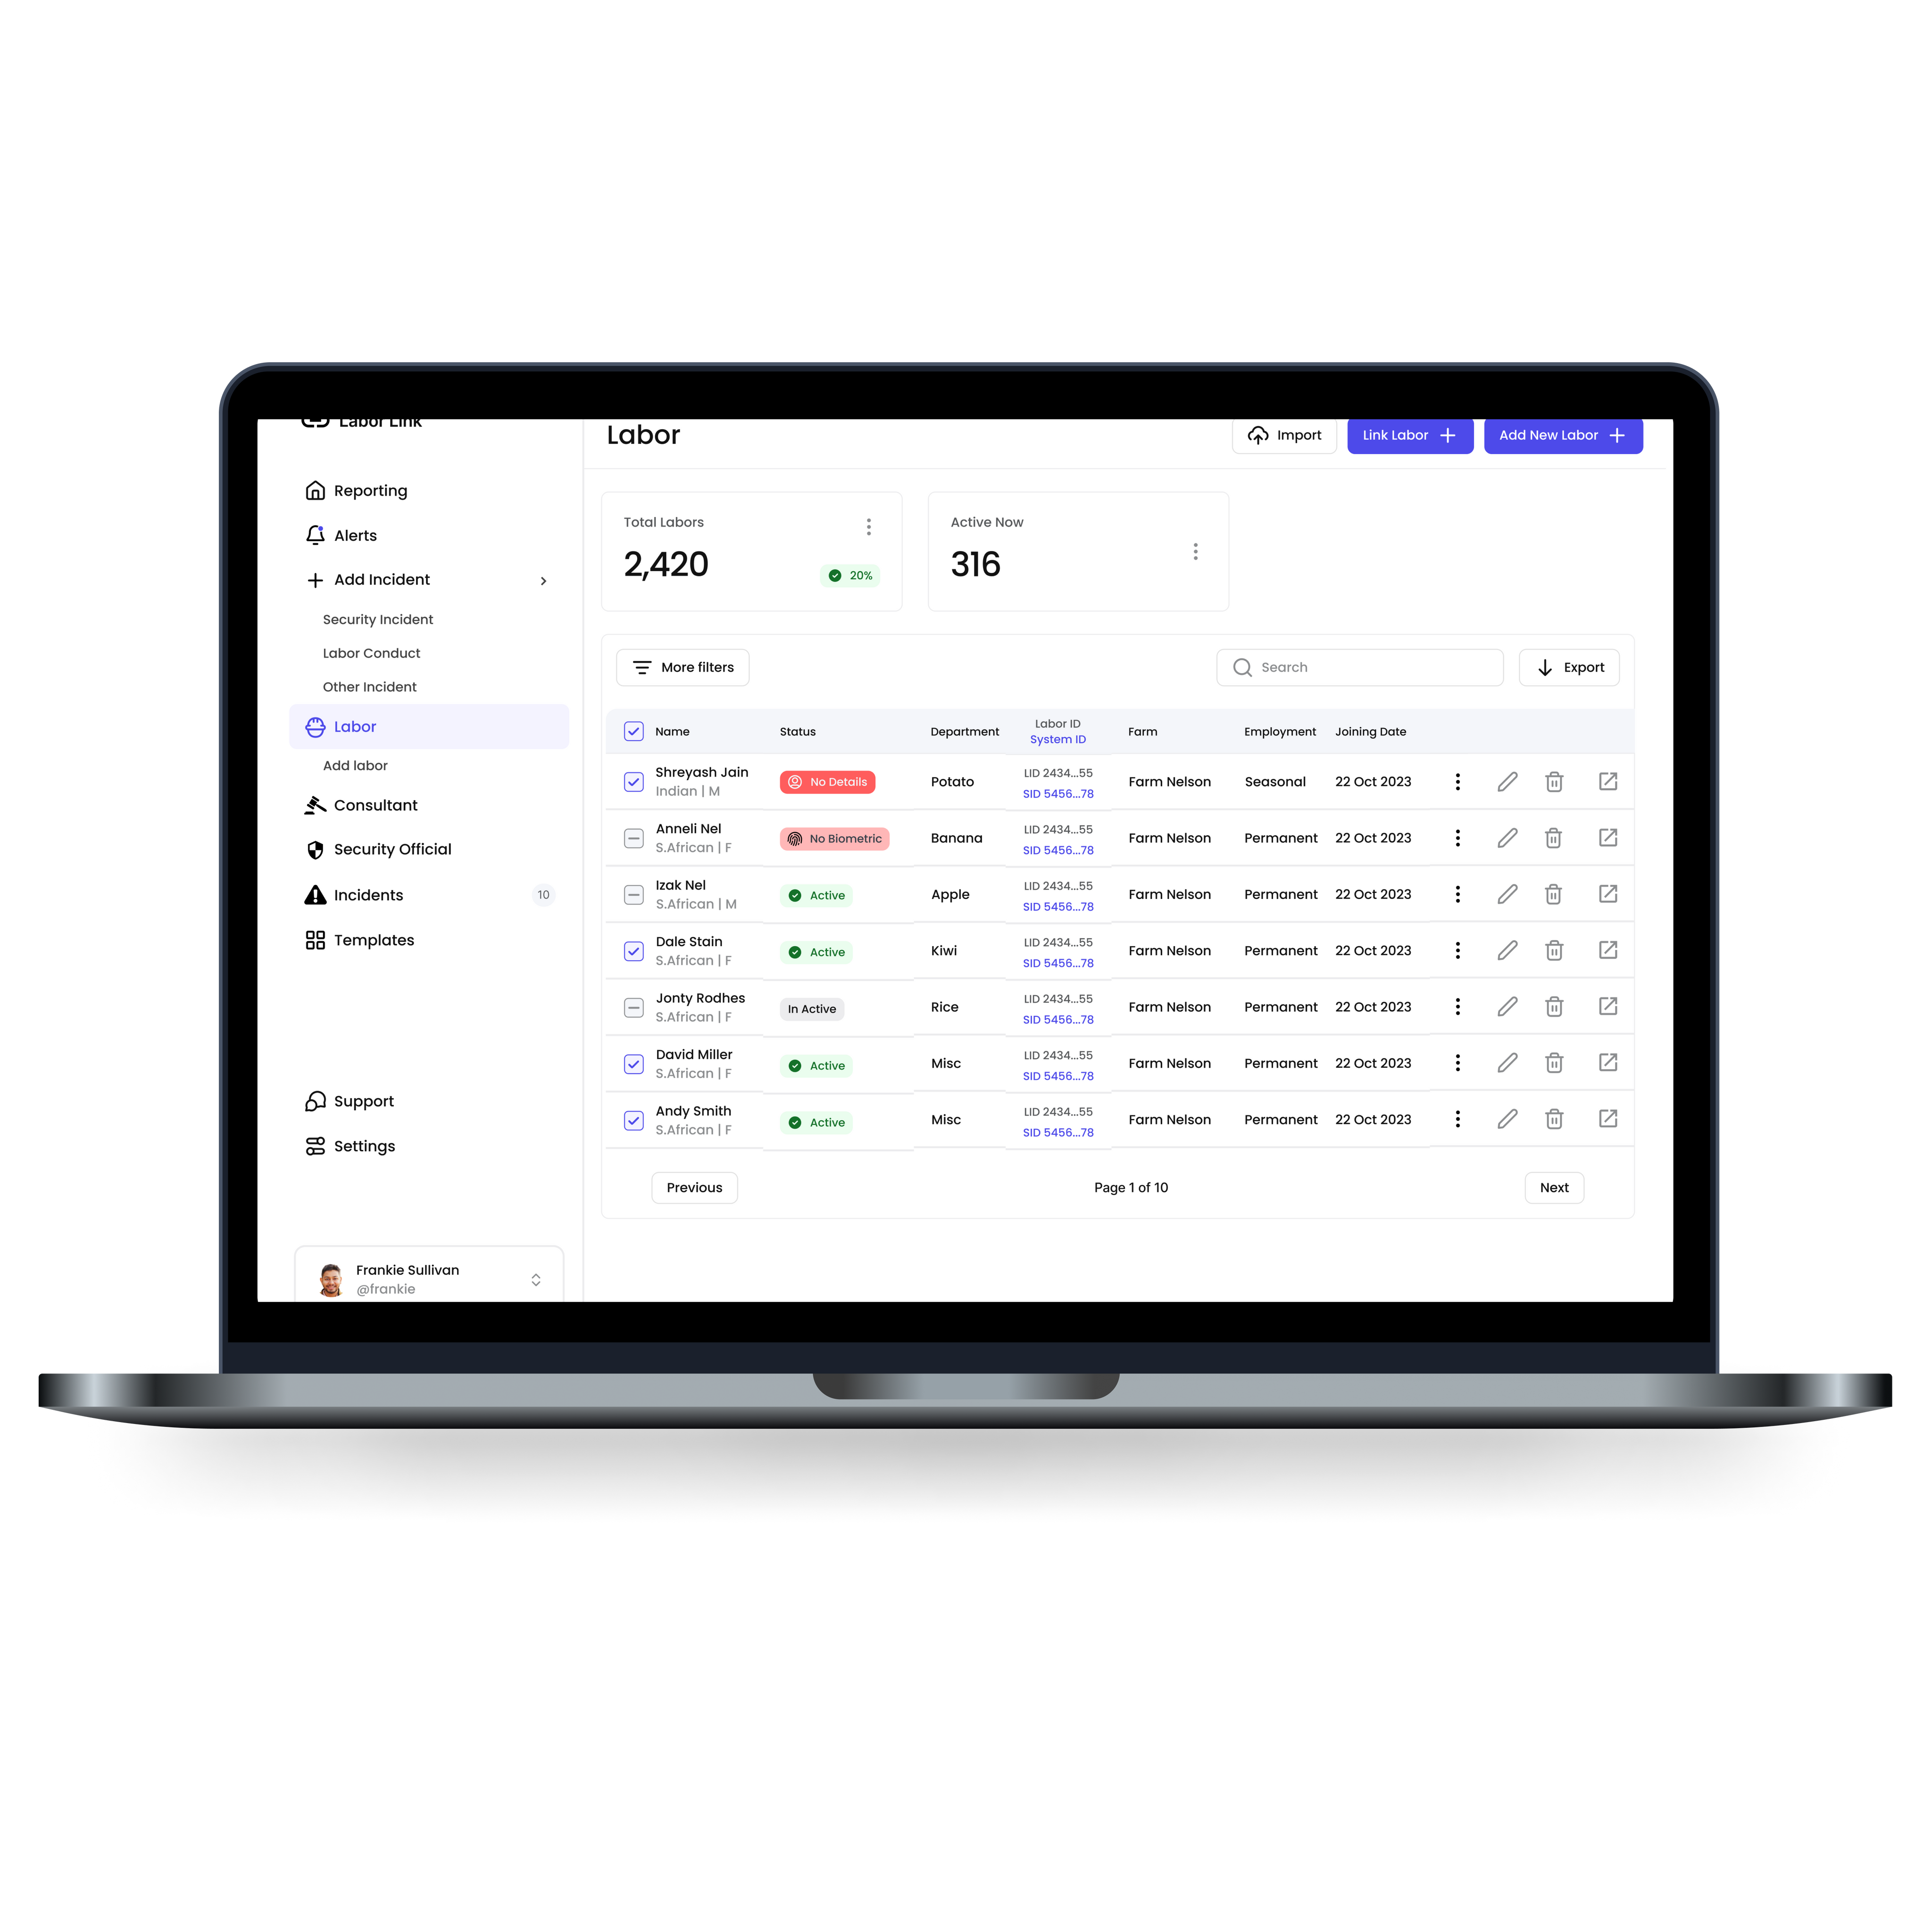 Labor Link
Labor
Import
Link Labor
Add New Labor
Reporting
Alerts
Add Incident
Security Incident
Labor Conduct
Other Incident
Labor
Add labor
Consultant
Security Official
Incidents 10
Templates
Support
Settings
Frankie Sullivan
@frankie
Total Labors
2,420
20%
Active Now
316
More filters
Search
Export
Name Status Department Labor ID System ID Farm Employment Joining Date
Shreyash Jain
Indian | M
No Details Potato LID 2434...55 SID 5456...78 Farm Nelson Seasonal 22 Oct 2023
Anneli Nel
S.African | F
No Biometric Banana LID 2434...55 SID 5456...78 Farm Nelson Permanent 22 Oct 2023
Izak Nel
S.African | M
Active Apple LID 2434...55 SID 5456...78 Farm Nelson Permanent 22 Oct 2023
Dale Stain
S.African | F
Active Kiwi LID 2434...55 SID 5456...78 Farm Nelson Permanent 22 Oct 2023
Jonty Rodhes
S.African | F
In Active Rice LID 2434...55 SID 5456...78 Farm Nelson Permanent 22 Oct 2023
David Miller
S.African | F
Active Misc LID 2434...55 SID 5456...78 Farm Nelson Permanent 22 Oct 2023
Andy Smith
S.African | F
Active Misc LID 2434...55 SID 5456...78 Farm Nelson Permanent 22 Oct 2023
Previous Page 1 of 10 Next